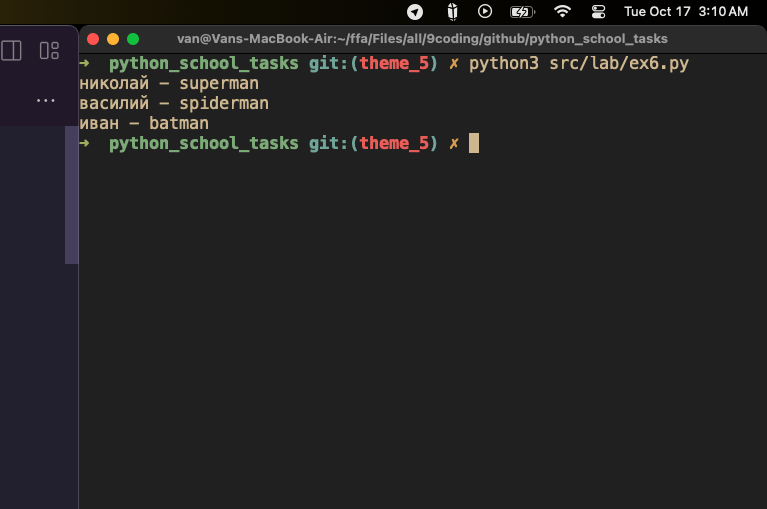 Tue Oct 17 3:10 AM
van@Vans-MacBook-Air:~/ffa/Files/all/9coding/github/python_school_tasks
→ python_school_tasks git:(theme_5) ✗ python3 src/lab/ex6.py
николай – superman
василий – spiderman
иван – batman
→ python_school_tasks git:(theme_5) ✗